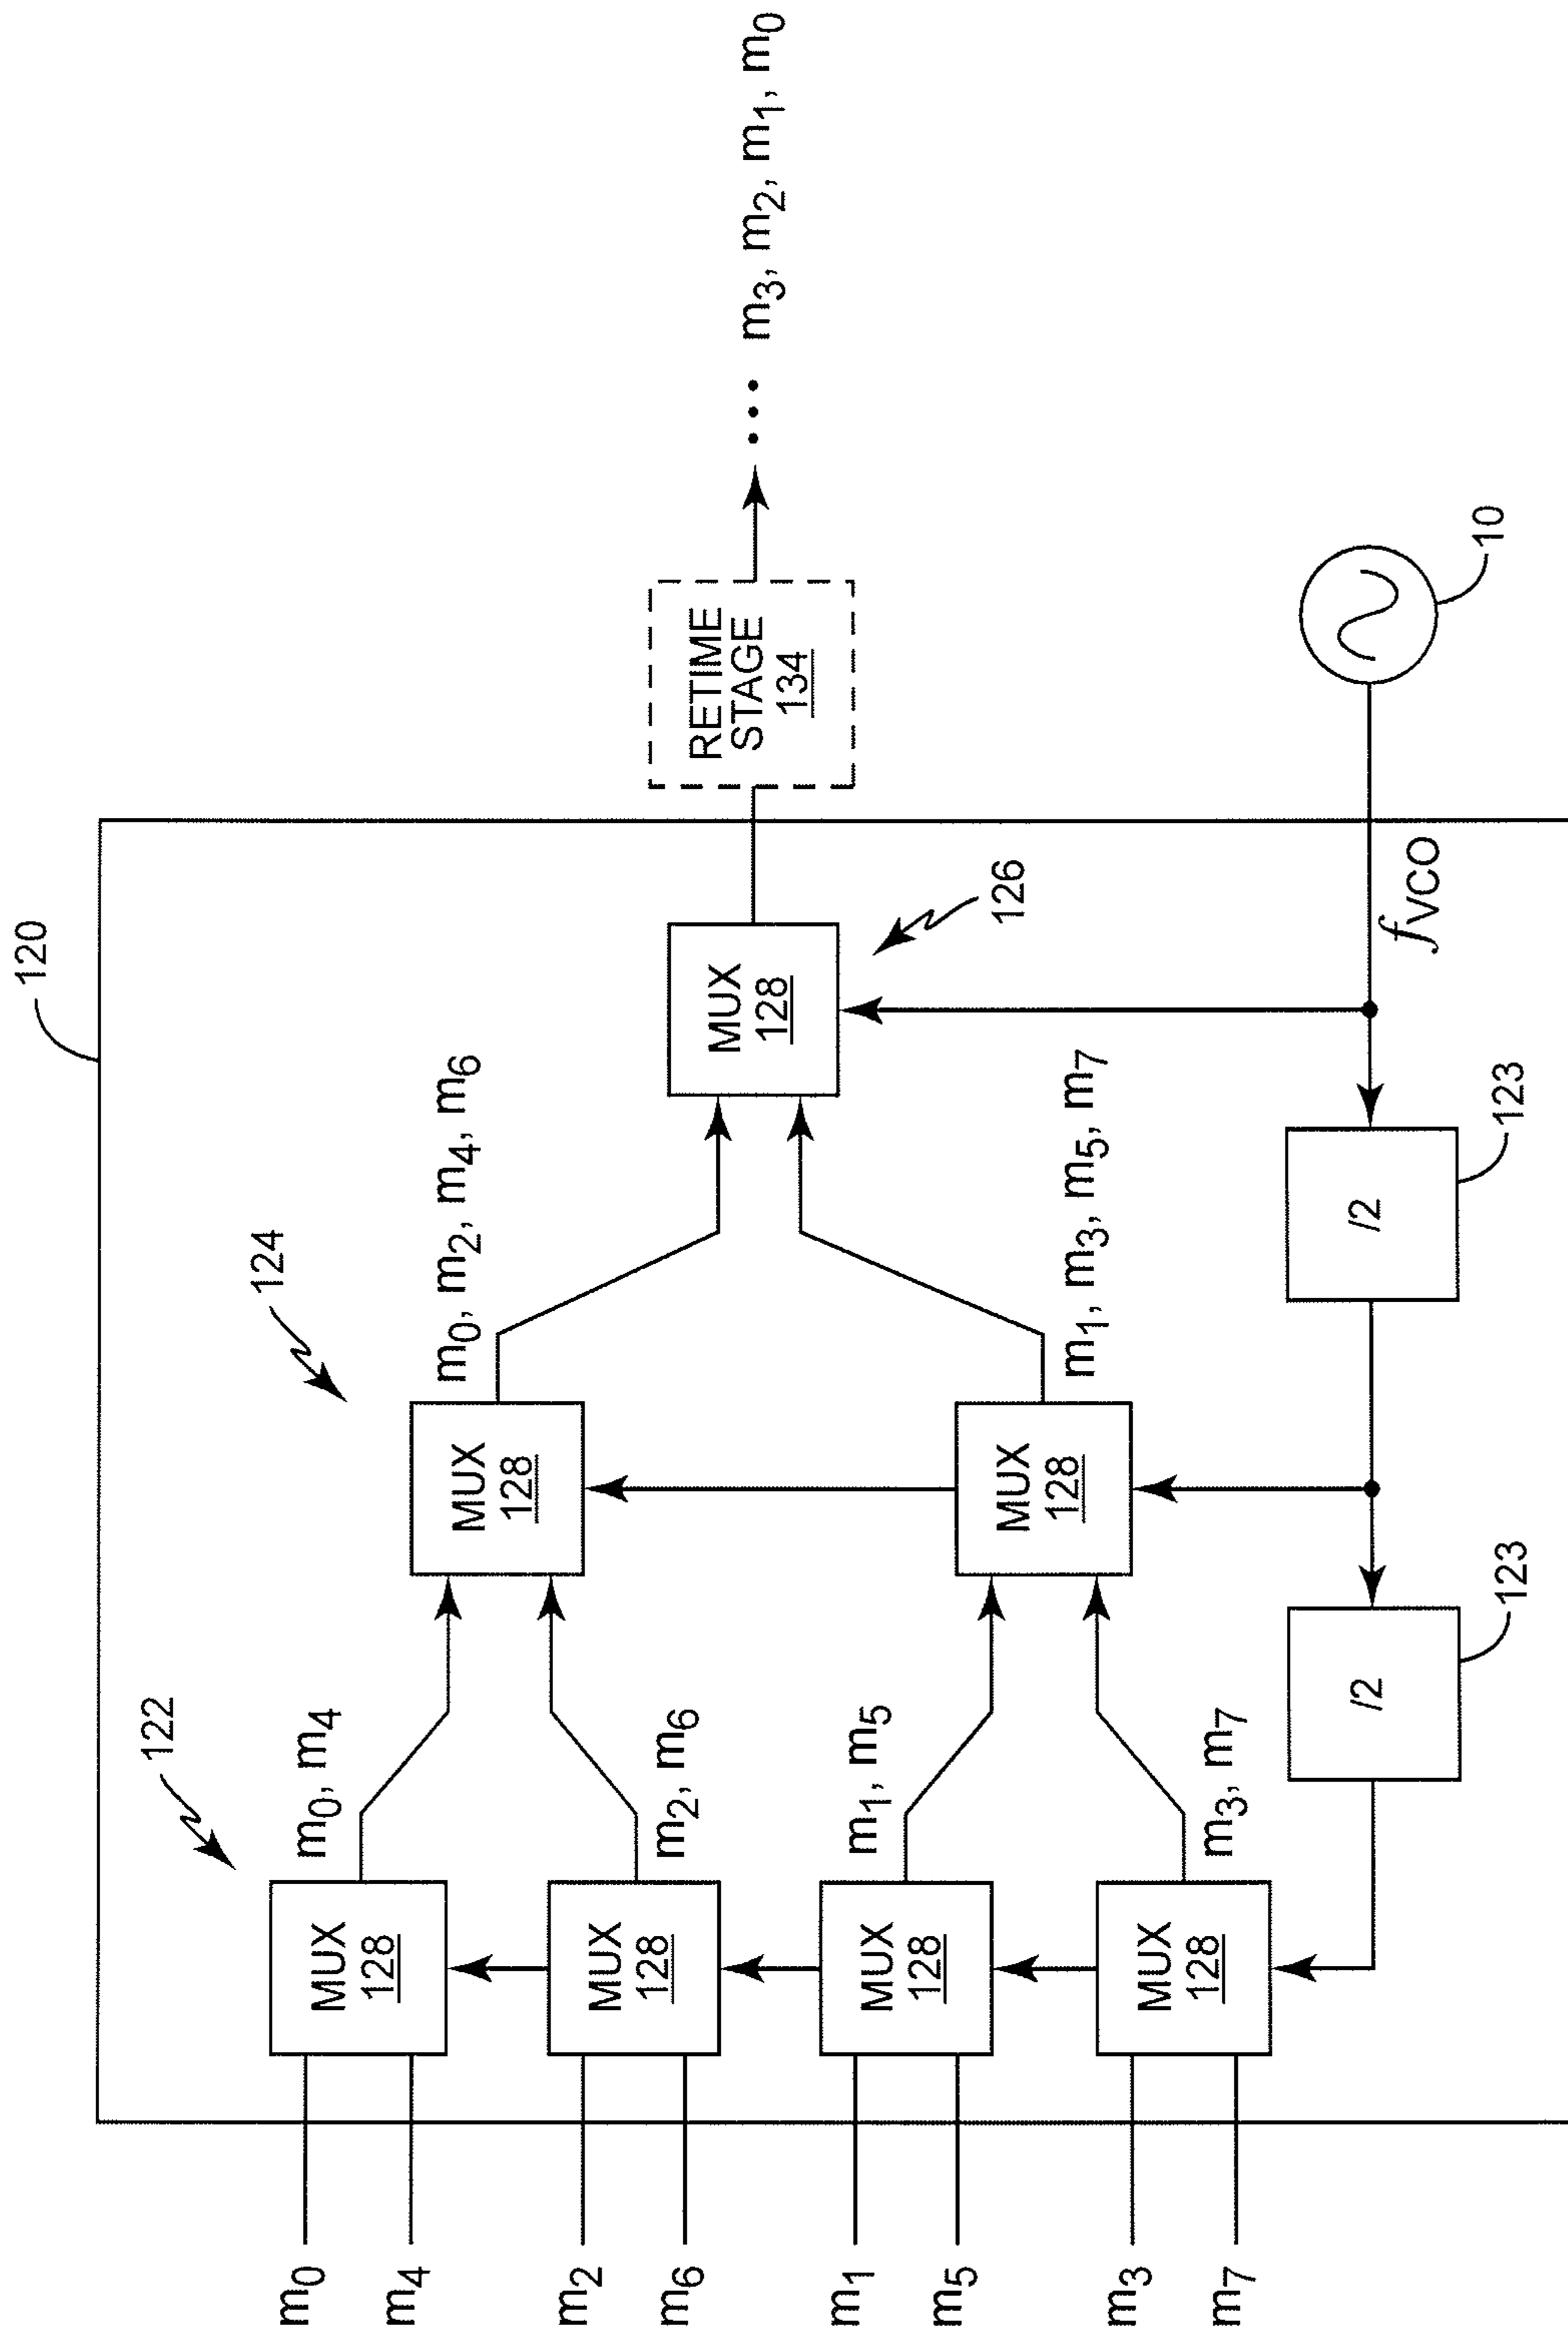 120
122
124
126
m₀
m₄
m₂
m₆
m₁
m₅
m₃
m₇
MUX
128
MUX
128
MUX
128
MUX
128
m₀, m₄
m₂, m₆
m₁, m₅
m₃, m₇
MUX
128
MUX
128
m₀, m₂, m₄, m₆
m₁, m₃, m₅, m₇
MUX
128
RETIME
STAGE
134
••• m₃, m₂, m₁, m₀
/2
123
/2
123
fVCO
10